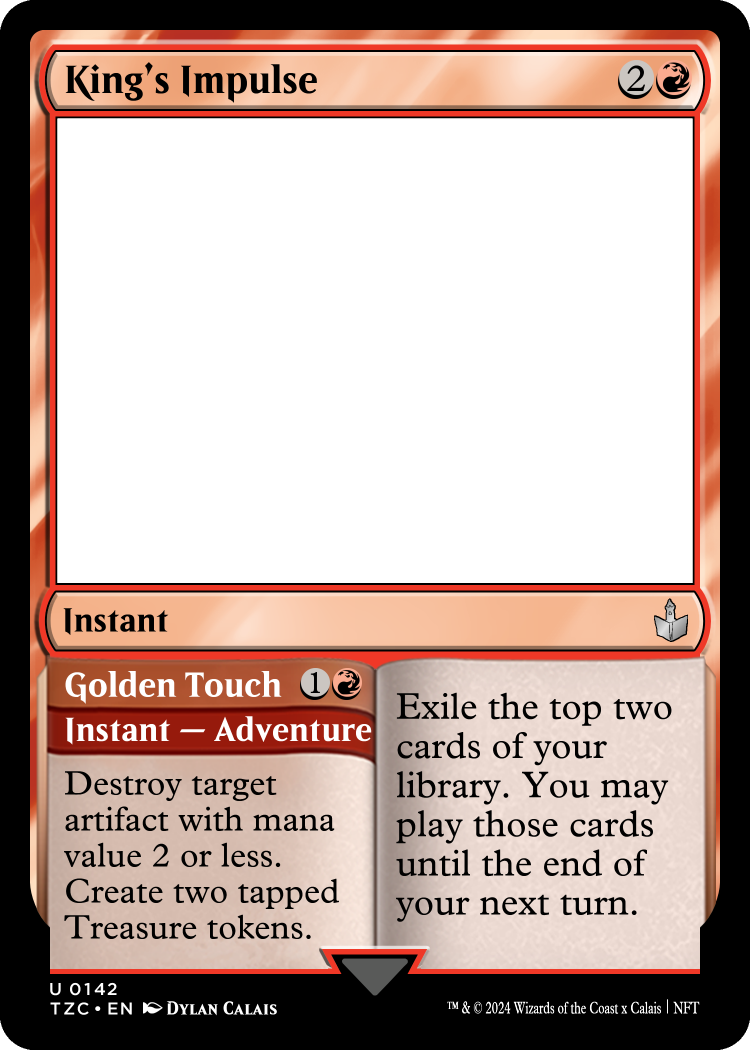 King's Impulse 2
Instant
Golden Touch 1
Instant — Adventure
Destroy target
artifact with mana
value 2 or less.
Create two tapped
Treasure tokens.
Exile the top two
cards of your
library. You may
play those cards
until the end of
your next turn.
U 0142
TZC • EN DYLAN CALAIS
™ & © 2024 Wizards of the Coast x Calais | NFT